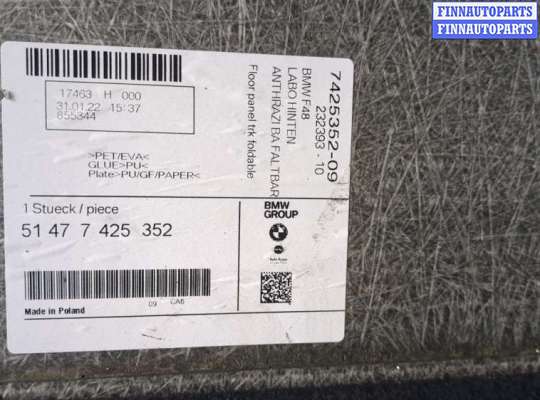 FINNAUTOPARTS
FINNAUTOPARTS
17463 H 000
31.01.22 15:37
855344
>PET/EVA<
GLUE>PU<
Plate>PU/GF/PAPER<
7425352-09
232393 - 10
BMW F48
LABO HINTEN
ANTHRAZI BA FALTBAR
Floor panel trk foldable
1 Stueck / piece
51 47 7 425 352
BMW
GROUP
09
Made in Poland